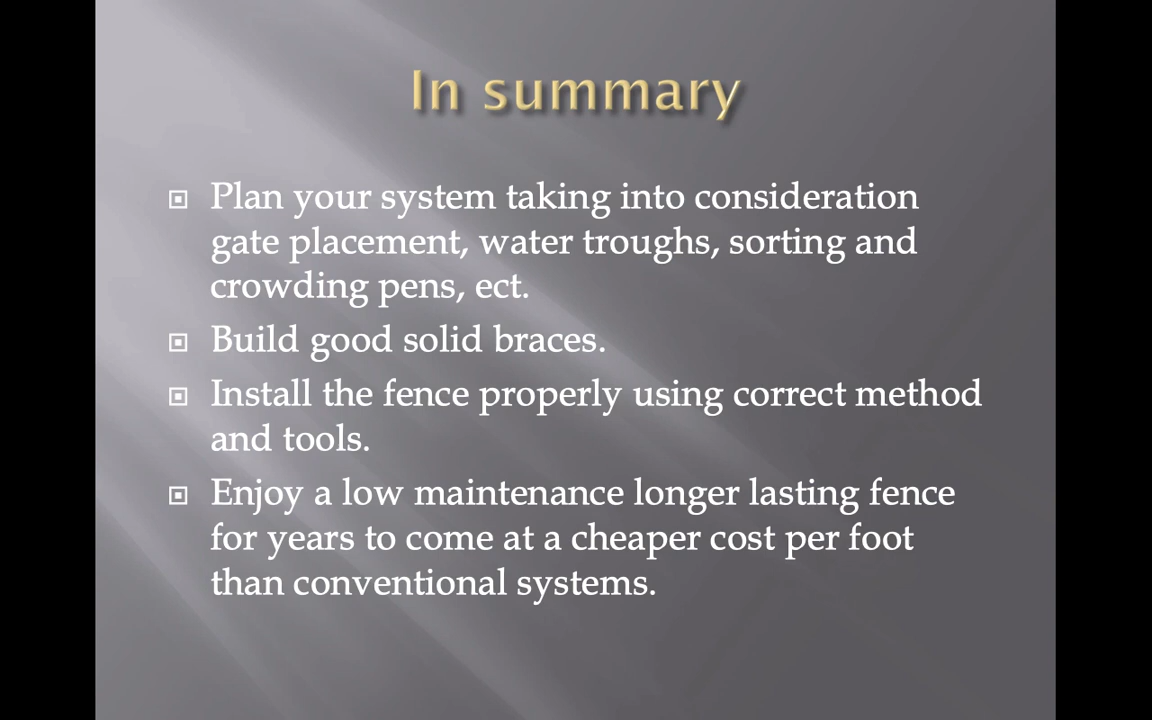 In summary
Plan your system taking into consideration
gate placement, water troughs, sorting and
crowding pens, ect.
Build good solid braces.
Install the fence properly using correct method
and tools.
Enjoy a low maintenance longer lasting fence
for years to come at a cheaper cost per foot
than conventional systems.